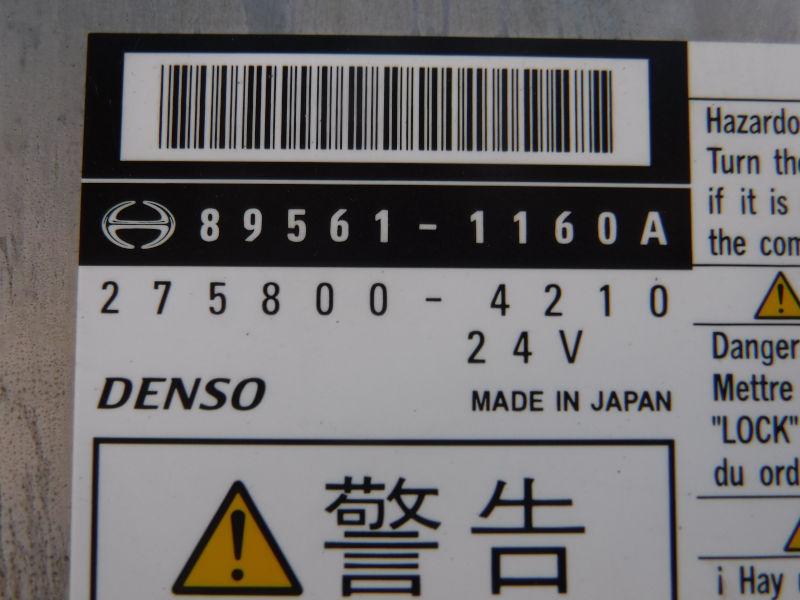 89561-1160A
275800-4210
24V
DENSO
MADE IN JAPAN
警告
Turn the
if it is
the com
Danger
Mettre
"LOCK"
du ord
¡ Hay